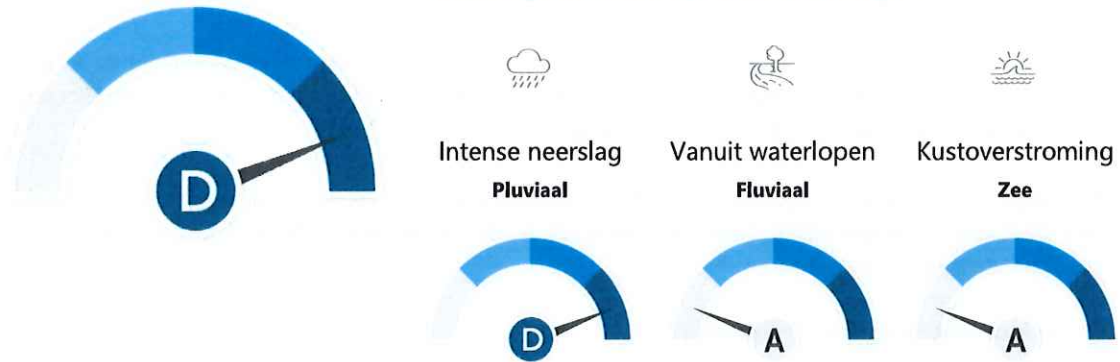 D
Intense neerslag
Pluviaal
D
Vanuit waterlopen
Fluviaal
A
Kustoverstroming
Zee
A